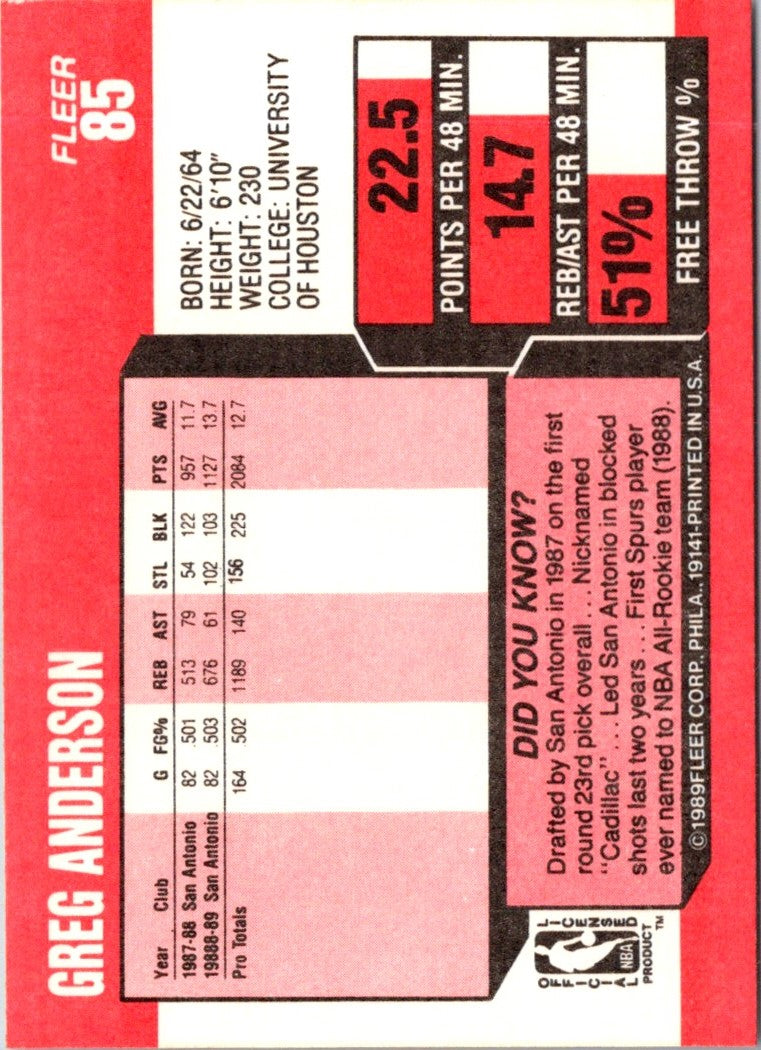 GREG ANDERSON
FLEER
85
Year Club G FG% REB AST STL BLK PTS AVG
1987-88 San Antonio 82 .501 513 79 54 122 957 11.7
19888-89 San Antonio 82 .503 676 61 102 103 1127 13.7
Pro Totals 164 .502 1189 140 156 225 2084 12.7
BORN: 6/22/64
HEIGHT: 6'10"
WEIGHT: 230
COLLEGE: UNIVERSITY
OF HOUSTON
22.5
POINTS PER 48 MIN.
14.7
REB/AST PER 48 MIN.
51%
FREE THROW %
DID YOU KNOW?
Drafted by San Antonio in 1987 on the first
round 23rd pick overall . . . Nicknamed
"Cadillac" . . . Led San Antonio in blocked
shots last two years . . . First Spurs player
ever named to NBA All-Rookie team (1988).
OFFICIAL
LICENSED
NBA
PRODUCT™
©1989FLEER CORP. PHILA..19141-PRINTED IN U.S.A.